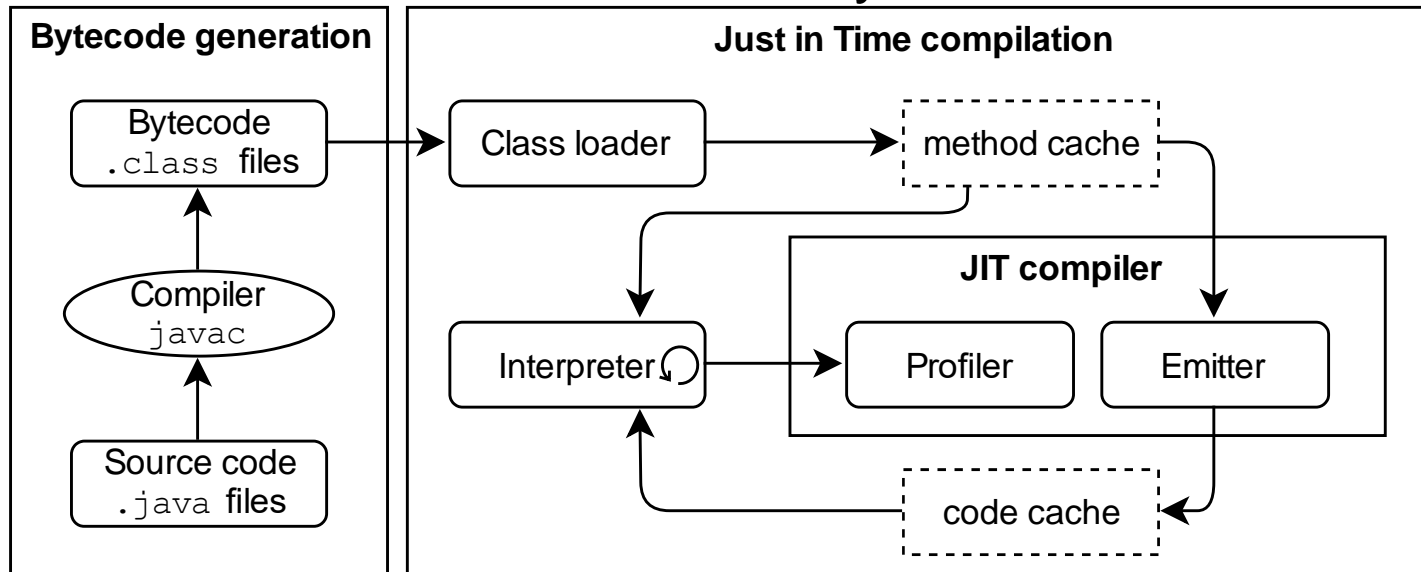 Bytecode generation
Bytecode
.class files
Compiler
javac
Source code
.java files
Just in Time compilation
Class loader
method cache
JIT compiler
Interpreter
Profiler
Emitter
code cache